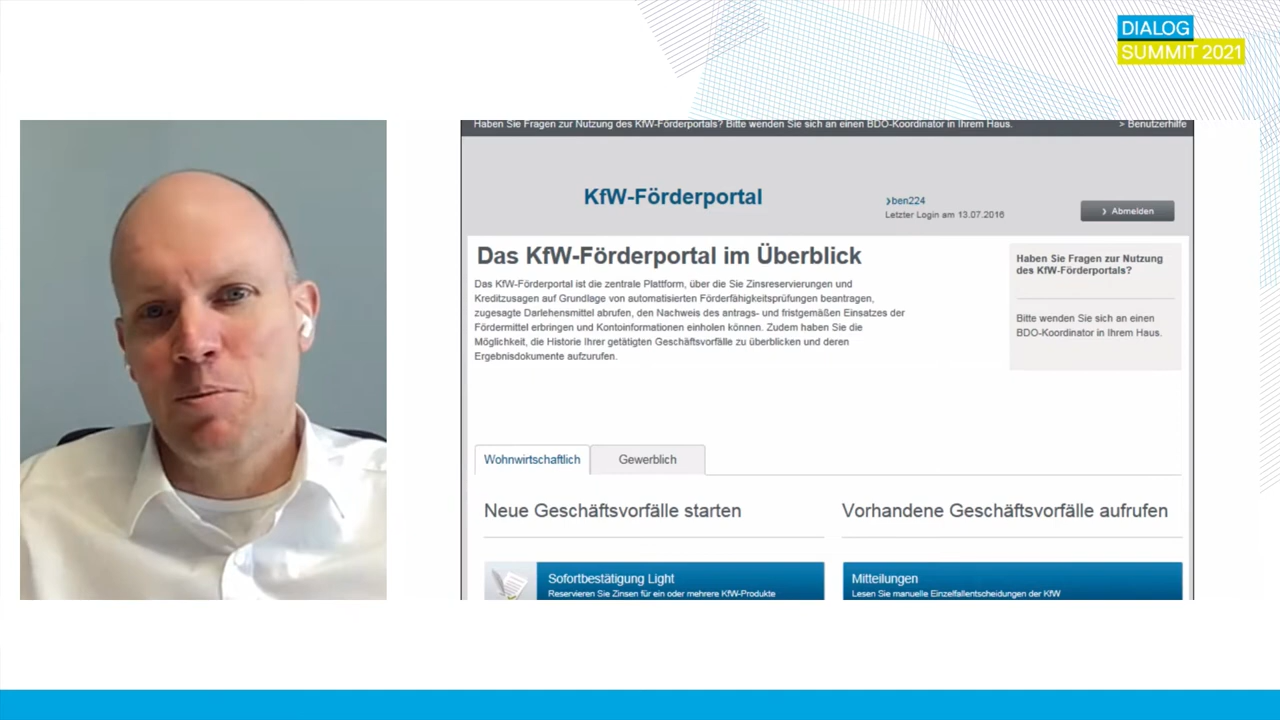 DIALOG
SUMMIT 2021
Haben Sie Fragen zur Nutzung des KfW-Förderportals? Bitte wenden Sie sich an einen BDO-Koordinator in Ihrem Haus.
> Benutzerhilfe
KfW-Förderportal
❯ben224
Letzter Login am 13.07.2016
❯ Abmelden
Das KfW-Förderportal im Überblick
Das KfW-Förderportal ist die zentrale Plattform, über die Sie Zinsreservierungen und
Kreditzusagen auf Grundlage von automatisierten Förderfähigkeitsprüfungen beantragen,
zugesagte Darlehensmittel abrufen, den Nachweis des antrags- und fristgemäßen Einsatzes der
Fördermittel erbringen und Kontoinformationen einholen können. Zudem haben Sie die
Möglichkeit, die Historie Ihrer getätigten Geschäftsvorfälle zu überblicken und deren
Ergebnisdokumente aufzurufen.
Haben Sie Fragen zur Nutzung
des KfW-Förderportals?
Bitte wenden Sie sich an einen
BDO-Koordinator in Ihrem Haus.
Wohnwirtschaftlich
Gewerblich
Neue Geschäftsvorfälle starten
Vorhandene Geschäftsvorfälle aufrufen
Sofortbestätigung Light
Reservieren Sie Zinsen für ein oder mehrere KfW-Produkte
Mitteilungen
Lesen Sie manuelle Einzelfallentscheidungen der KfW